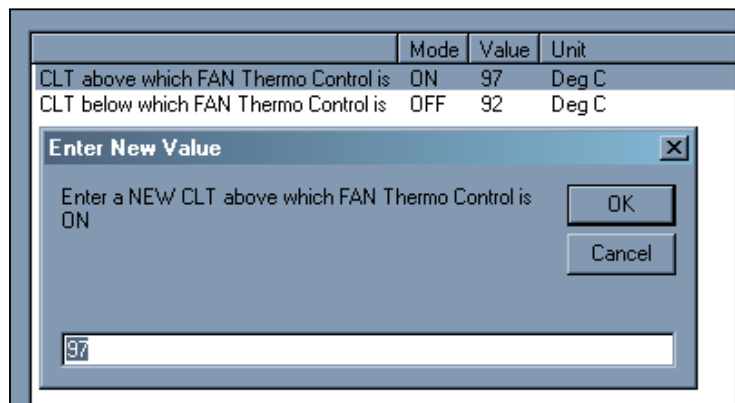 Mode Value Unit
CLT above which FAN Thermo Control is ON 97 Deg C
CLT below which FAN Thermo Control is OFF 92 Deg C
Enter New Value
Enter a NEW CLT above which FAN Thermo Control is
ON
OK
Cancel
97